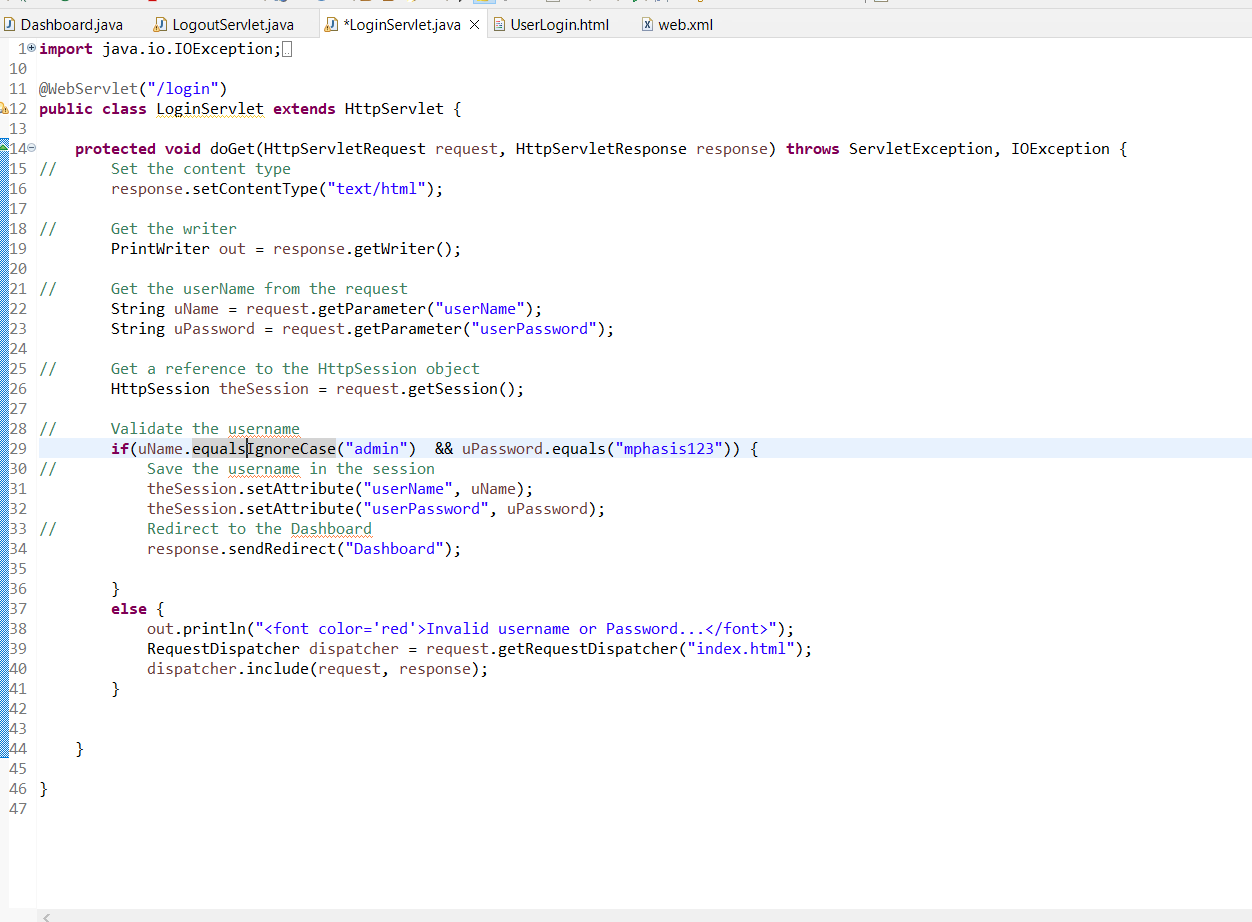 Dashboard.java LogoutServlet.java *LoginServlet.java UserLogin.html web.xml
1 import java.io.IOException;
10
11 @WebServlet("/login")
12 public class LoginServlet extends HttpServlet {
13
14 protected void doGet(HttpServletRequest request, HttpServletResponse response) throws ServletException, IOException {
15 // Set the content type
16 response.setContentType("text/html");
17
18 // Get the writer
19 PrintWriter out = response.getWriter();
20
21 // Get the userName from the request
22 String uName = request.getParameter("userName");
23 String uPassword = request.getParameter("userPassword");
24
25 // Get a reference to the HttpSession object
26 HttpSession theSession = request.getSession();
27
28 // Validate the username
29 if(uName.equalsIgnoreCase("admin")  && uPassword.equals("mphasis123")) {
30 // Save the username in the session
31 theSession.setAttribute("userName", uName);
32 theSession.setAttribute("userPassword", uPassword);
33 // Redirect to the Dashboard
34 response.sendRedirect("Dashboard");
35
36 }
37 else {
38 out.println("<font color='red'>Invalid username or Password...</font>");
39 RequestDispatcher dispatcher = request.getRequestDispatcher("index.html");
40 dispatcher.include(request, response);
41 }
42
43
44 }
45
46 }
47